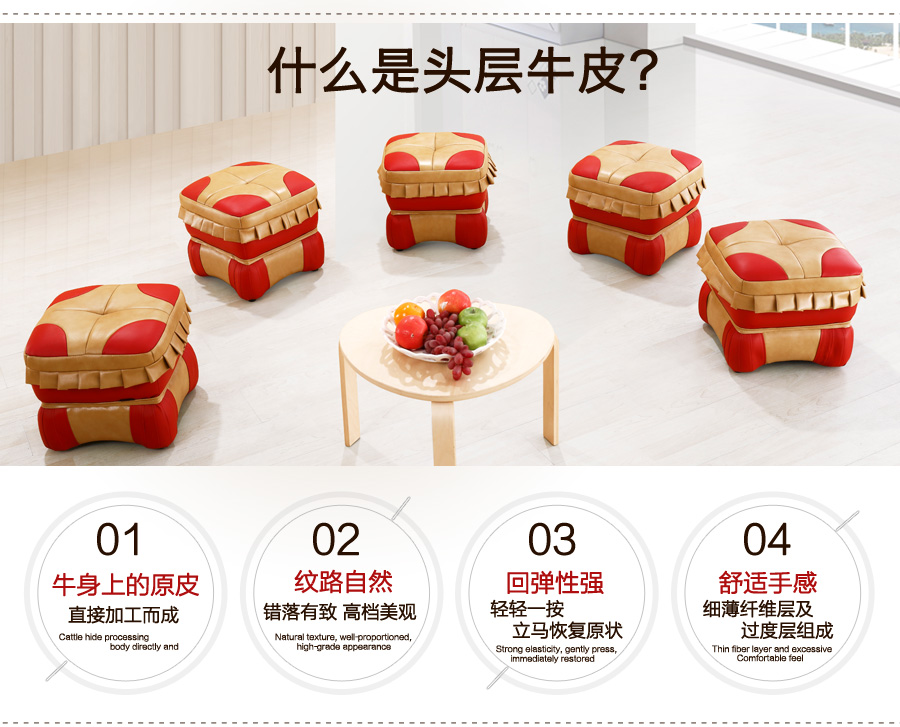 什么是头层牛皮?
01
牛身上的原皮
直接加工而成
Cattle hide processing
body directly and
02
纹路自然
错落有致 高档美观
Natural texture, well-proportioned,
high-grade appearance
03
回弹性强
轻轻一按
立马恢复原状
Strong elasticity, gently press,
immediately restored
04
舒适手感
细薄纤维层及
过度层组成
Thin fiber layer and excessive
Comfortable feel